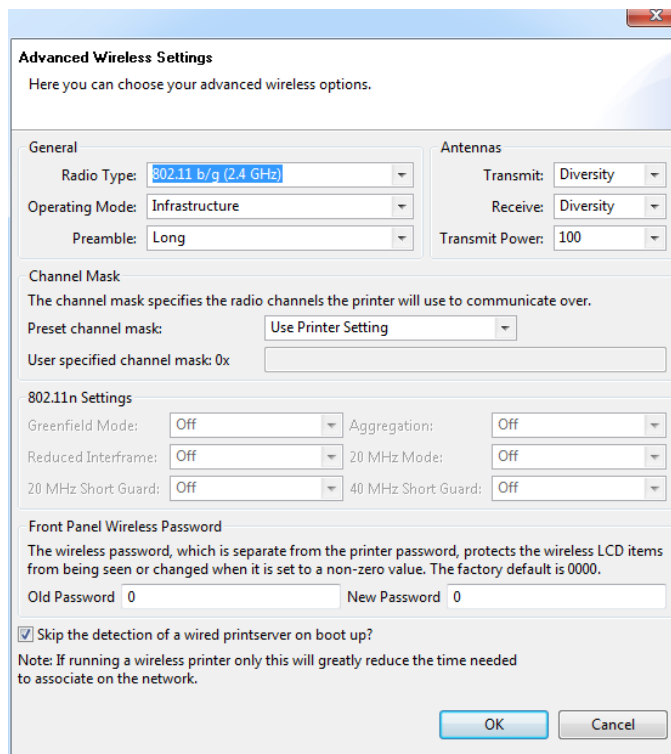 Advanced Wireless Settings
Here you can choose your advanced wireless options.
General
Radio Type: 802.11 b/g (2.4 GHz)
Operating Mode: Infrastructure
Preamble: Long
Antennas
Transmit: Diversity
Receive: Diversity
Transmit Power: 100
Channel Mask
The channel mask specifies the radio channels the printer will use to communicate over.
Preset channel mask: Use Printer Setting
User specified channel mask: 0x
802.11n Settings
Greenfield Mode: Off Aggregation: Off
Reduced Interframe: Off 20 MHz Mode: Off
20 MHz Short Guard: Off 40 MHz Short Guard: Off
Front Panel Wireless Password
The wireless password, which is separate from the printer password, protects the wireless LCD items
from being seen or changed when it is set to a non-zero value. The factory default is 0000.
Old Password 0 New Password 0
Skip the detection of a wired printserver on boot up?
Note: If running a wireless printer only this will greatly reduce the time needed
to associate on the network.
OK Cancel